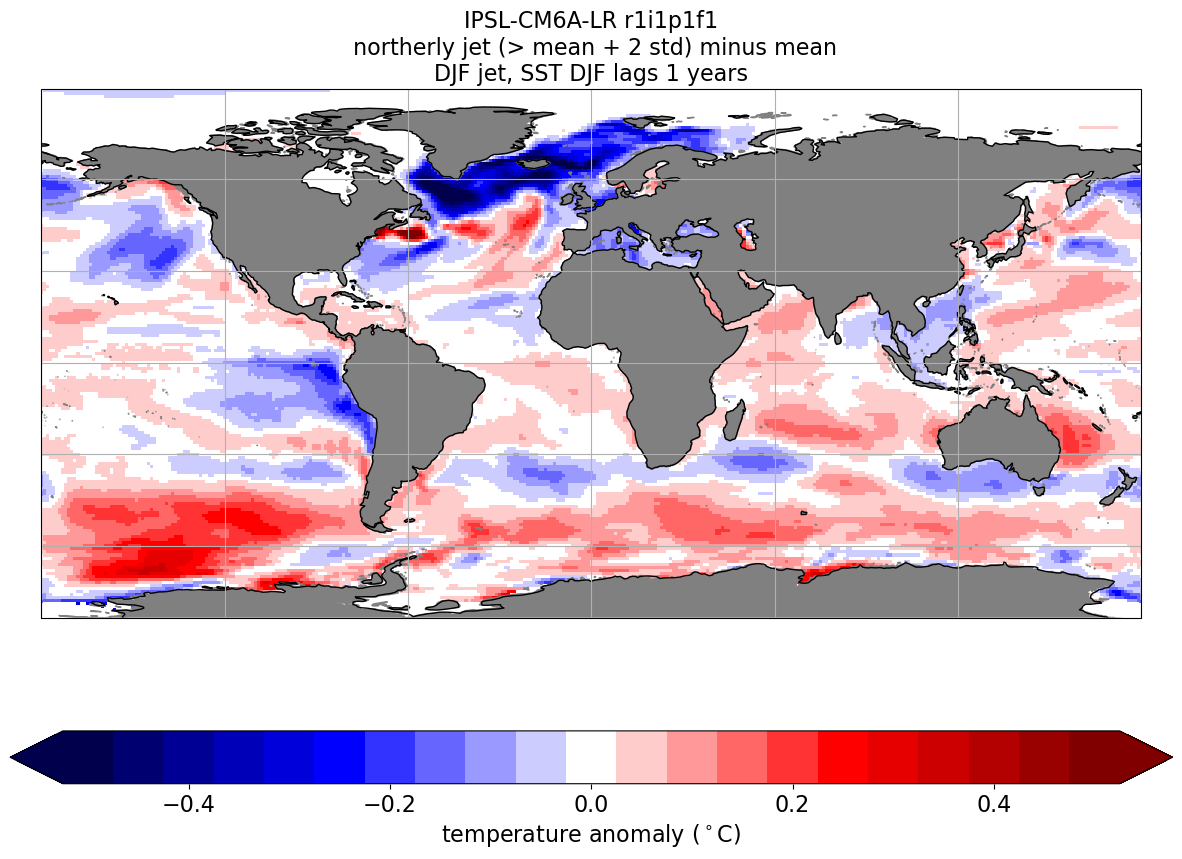 IPSL-CM6A-LR r1i1p1f1
northerly jet (> mean + 2 std) minus mean
DJF jet, SST DJF lags 1 years
−0.4 −0.2 0.0 0.2 0.4
temperature anomaly (°C)